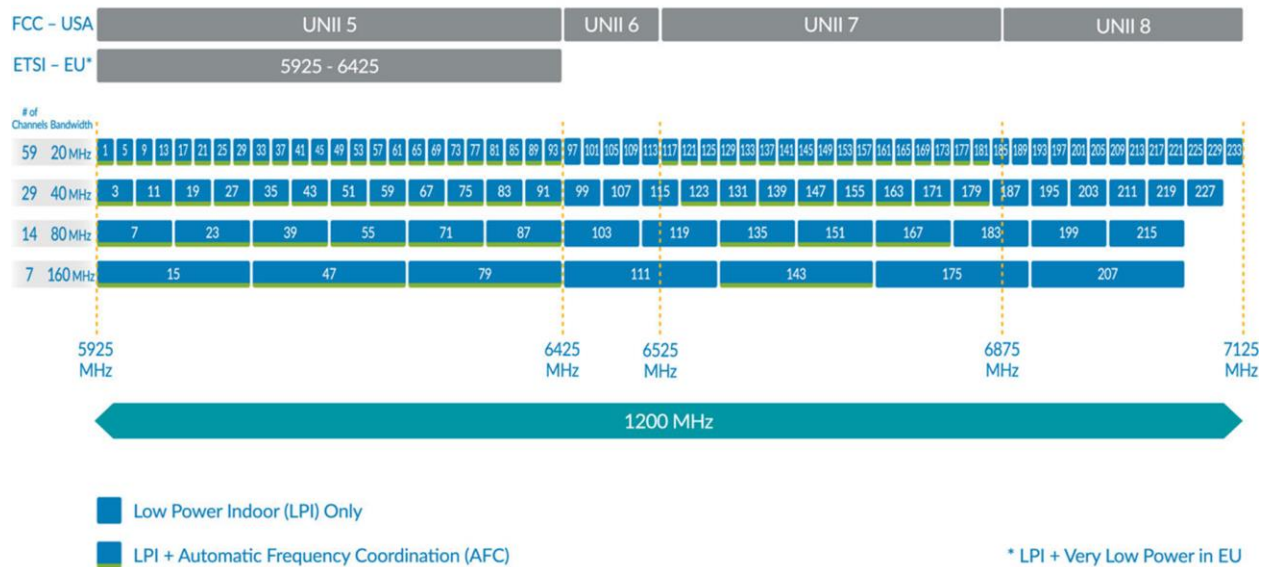 FCC – USA UNII 5 UNII 6 UNII 7 UNII 8
ETSI – EU* 5925 - 6425
# of
Channels Bandwidth
59 20 MHz 1 5 9 13 17 21 25 29 33 37 41 45 49 53 57 61 65 69 73 77 81 85 89 93 97 101 105 109 113 117 121 125 129 133 137 141 145 149 153 157 161 165 169 173 177 181 185 189 193 197 201 205 209 213 217 221 225 229 233
29 40 MHz 3 11 19 27 35 43 51 59 67 75 83 91 99 107 115 123 131 139 147 155 163 171 179 187 195 203 211 219 227
14 80 MHz 7 23 39 55 71 87 103 119 135 151 167 183 199 215
7 160 MHz 15 47 79 111 143 175 207
5925 6425 6525 6875 7125
MHz MHz MHz MHz MHz
1200 MHz
Low Power Indoor (LPI) Only
LPI + Automatic Frequency Coordination (AFC) * LPI + Very Low Power in EU